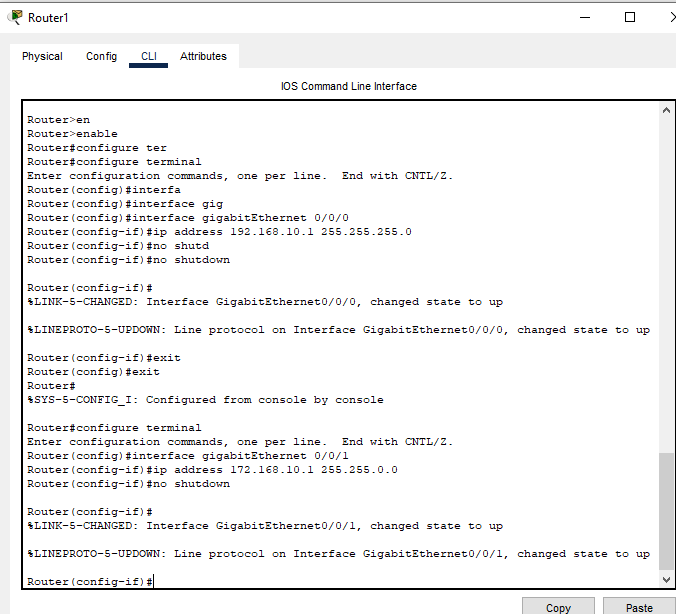 Router1
Physical Config CLI Attributes
IOS Command Line Interface
Router>en
Router>enable
Router#configure ter
Router#configure terminal
Enter configuration commands, one per line.  End with CNTL/Z.
Router(config)#interfa
Router(config)#interface gig
Router(config)#interface gigabitEthernet 0/0/0
Router(config-if)#ip address 192.168.10.1 255.255.255.0
Router(config-if)#no shutd
Router(config-if)#no shutdown
Router(config-if)#
%LINK-5-CHANGED: Interface GigabitEthernet0/0/0, changed state to up
%LINEPROTO-5-UPDOWN: Line protocol on Interface GigabitEthernet0/0/0, changed state to up
Router(config-if)#exit
Router(config)#exit
Router#
%SYS-5-CONFIG_I: Configured from console by console
Router#configure terminal
Enter configuration commands, one per line.  End with CNTL/Z.
Router(config)#interface gigabitEthernet 0/0/1
Router(config-if)#ip address 172.168.10.1 255.255.0.0
Router(config-if)#no shutdown
Router(config-if)#
%LINK-5-CHANGED: Interface GigabitEthernet0/0/1, changed state to up
%LINEPROTO-5-UPDOWN: Line protocol on Interface GigabitEthernet0/0/1, changed state to up
Router(config-if)#
Copy Paste